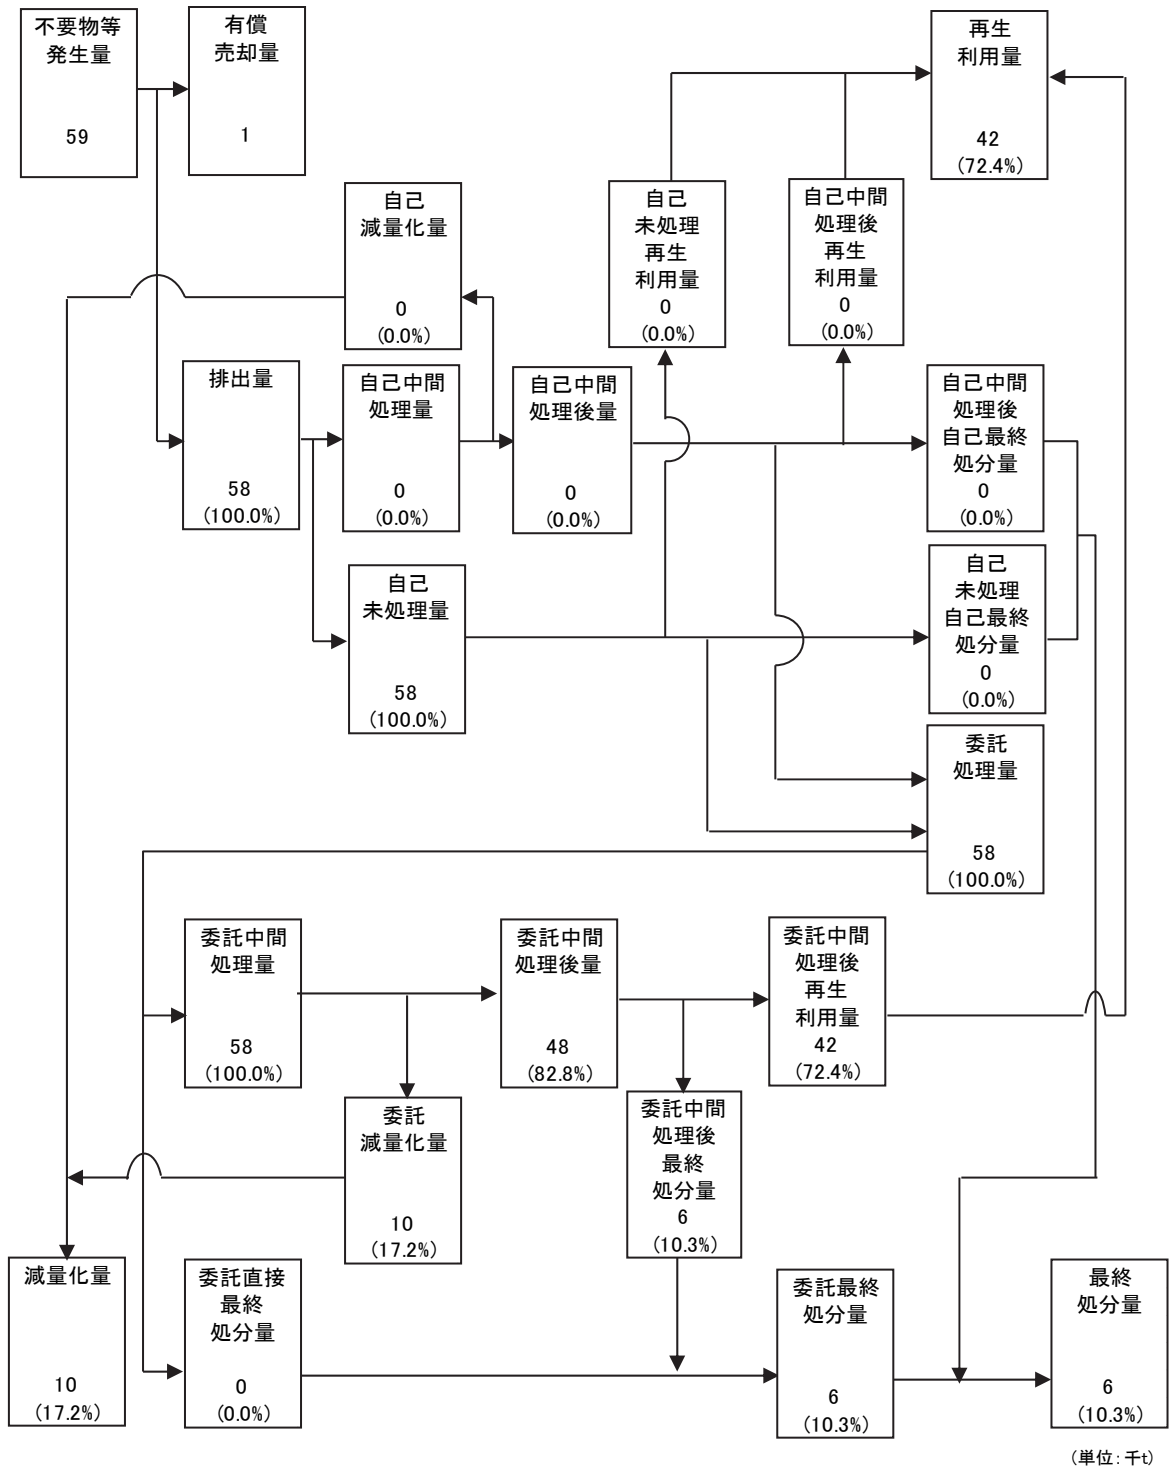 不要物等
発生量
59
有償
売却量
1
再生
利用量
42
(72.4%)
自己
減量化量
0
(0.0%)
自己
未処理
再生
利用量
0
(0.0%)
自己中間
処理後
再生
利用量
0
(0.0%)
排出量
58
(100.0%)
自己中間
処理量
0
(0.0%)
自己中間
処理後量
0
(0.0%)
自己中間
処理後
自己最終
処分量
0
(0.0%)
自己
未処理量
58
(100.0%)
自己
未処理
自己最終
処分量
0
(0.0%)
委託
処理量
58
(100.0%)
委託中間
処理量
58
(100.0%)
委託中間
処理後量
48
(82.8%)
委託中間
処理後
再生
利用量
42
(72.4%)
委託
減量化量
10
(17.2%)
委託中間
処理後
最終
処分量
6
(10.3%)
減量化量
10
(17.2%)
委託直接
最終
処分量
0
(0.0%)
委託最終
処分量
6
(10.3%)
最終
処分量
6
(10.3%)
(単位:千t)